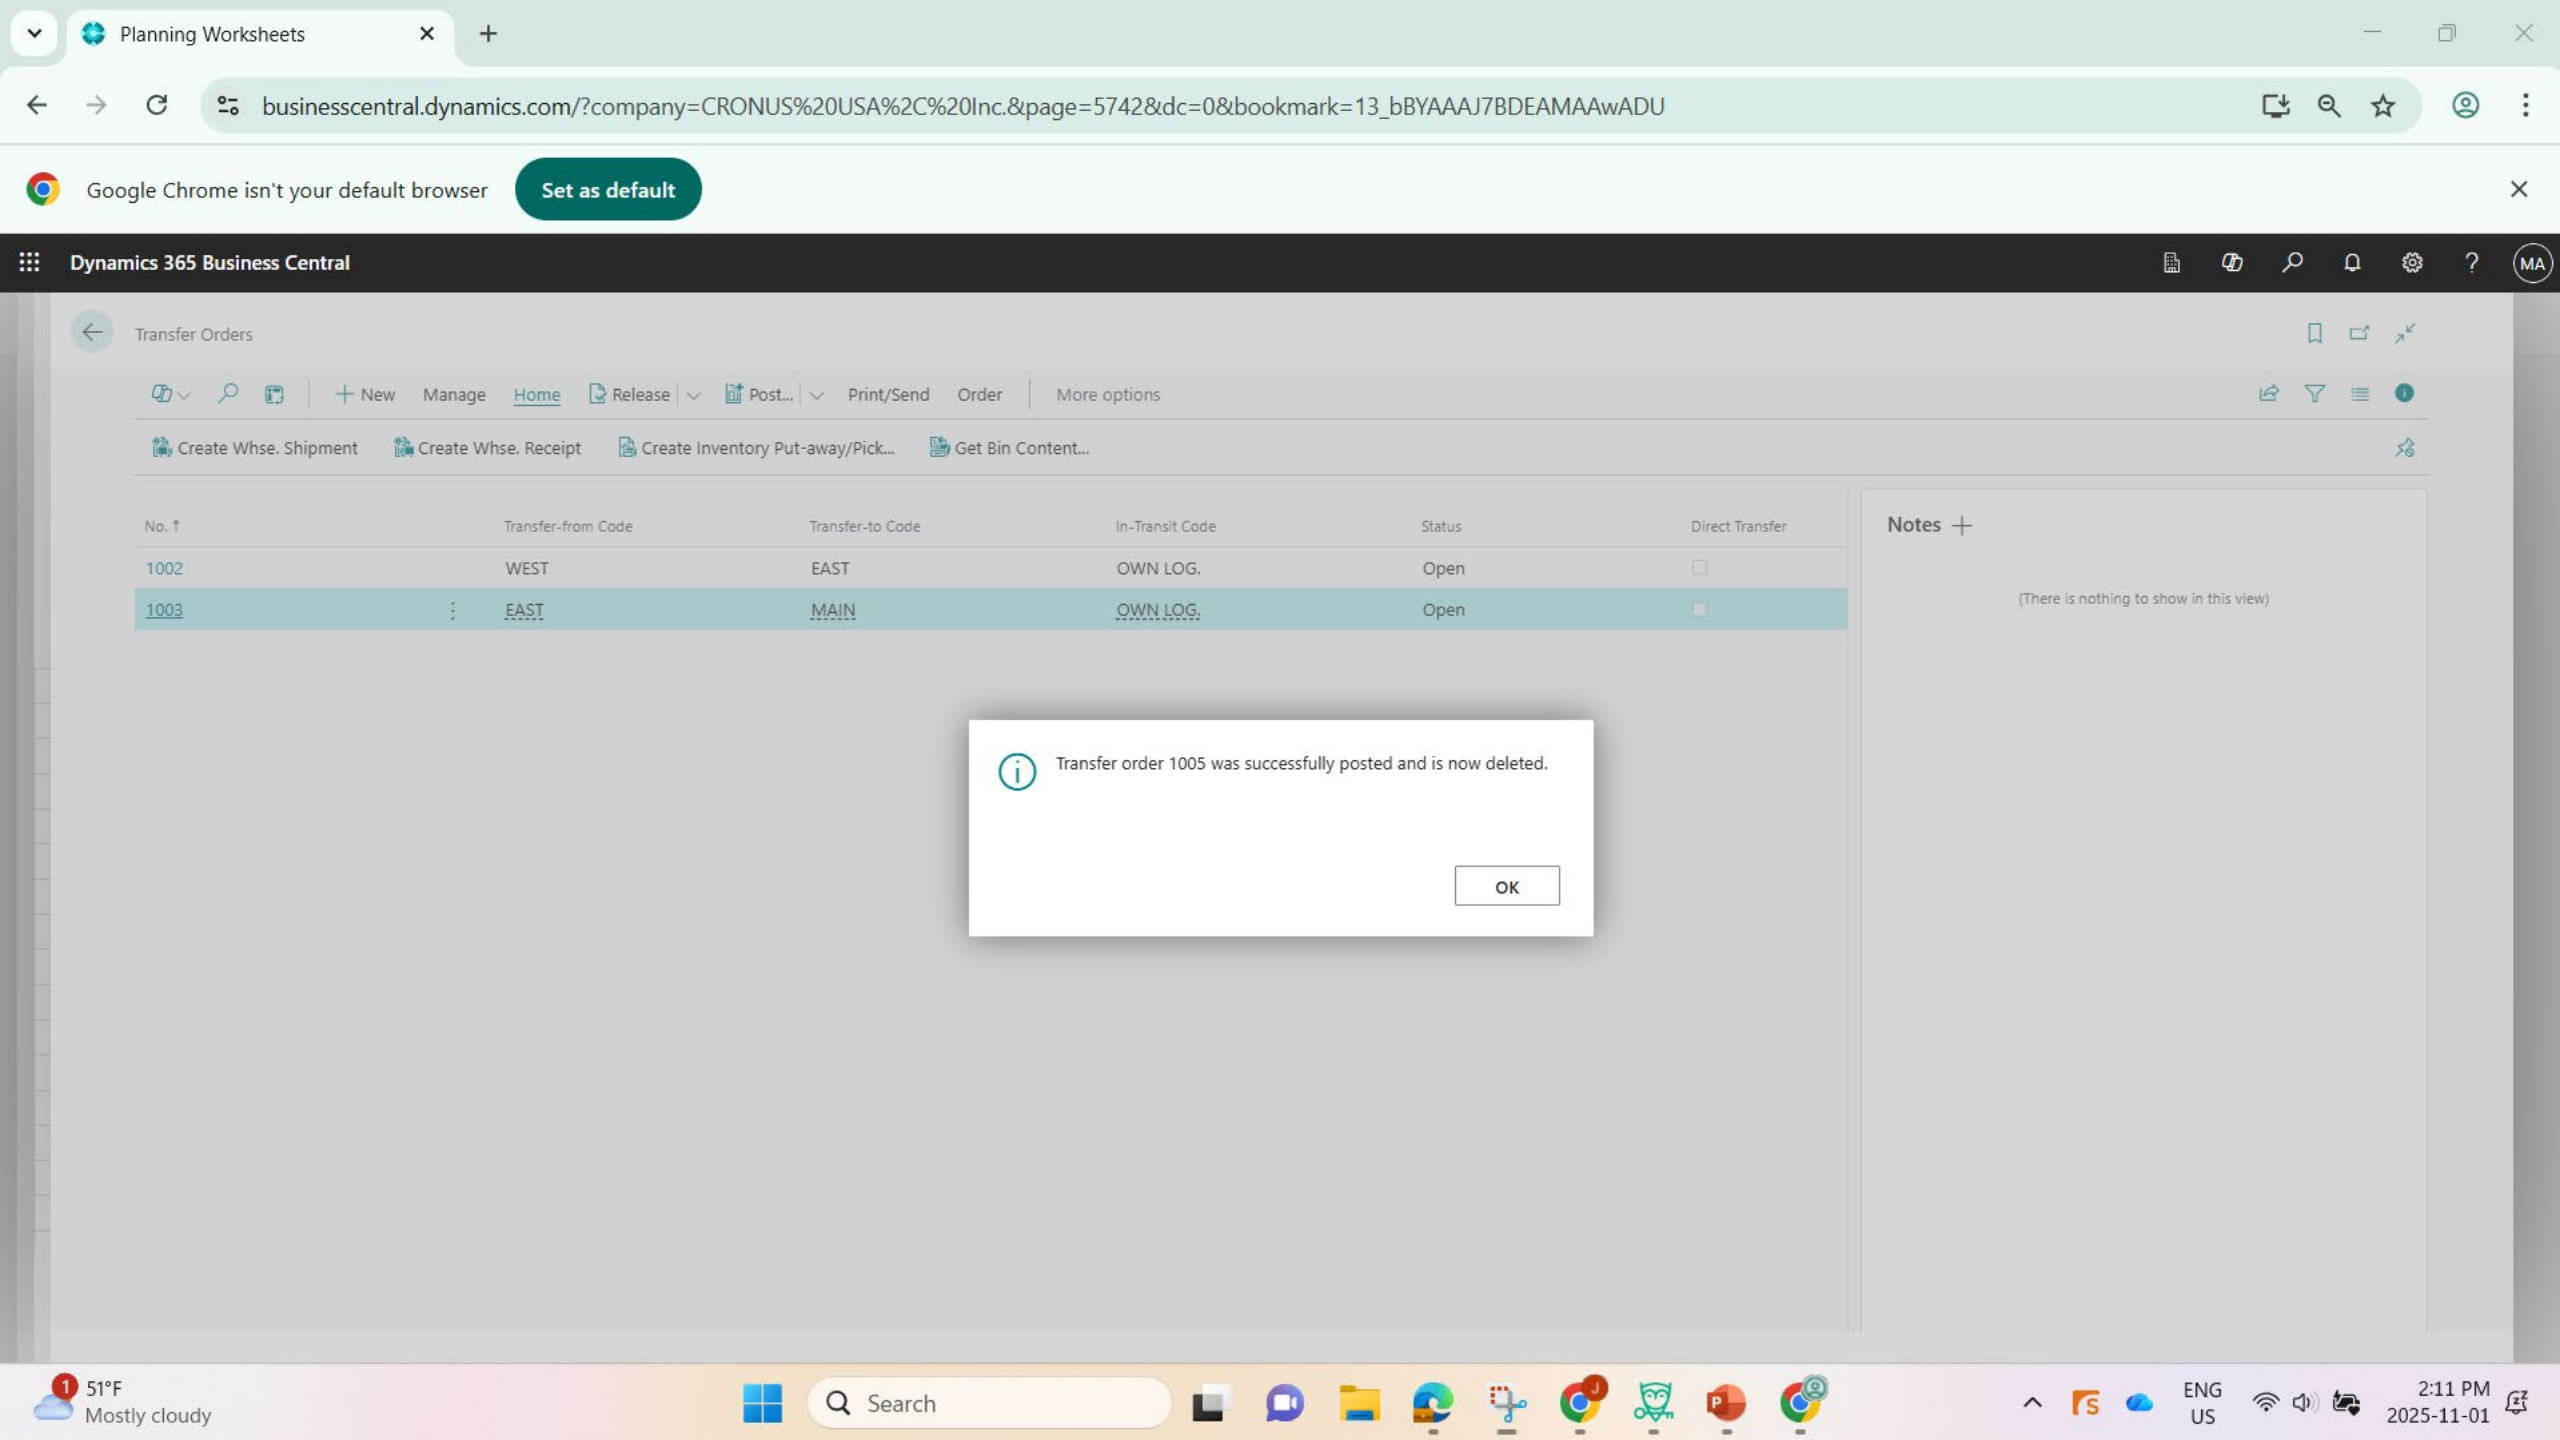 Planning Worksheets
businesscentral.dynamics.com/?company=CRONUS%20USA%2C%20Inc.&page=5742&dc=0&bookmark=13_bBYAAAJ7BDEAMAAwADU
Google Chrome isn't your default browser Set as default
Dynamics 365 Business Central MA
Transfer Orders
New Manage Home Release Post... Print/Send Order More options
Create Whse. Shipment Create Whse. Receipt Create Inventory Put-away/Pick... Get Bin Content...
No. ↑ Transfer-from Code Transfer-to Code In-Transit Code Status Direct Transfer
1002 WEST EAST OWN LOG. Open
1003 EAST MAIN OWN LOG. Open
Notes
(There is nothing to show in this view)
Transfer order 1005 was successfully posted and is now deleted.
OK
1
51°F
Mostly cloudy
Search
J
P
S
ENG
US
2:11 PM
2025-11-01